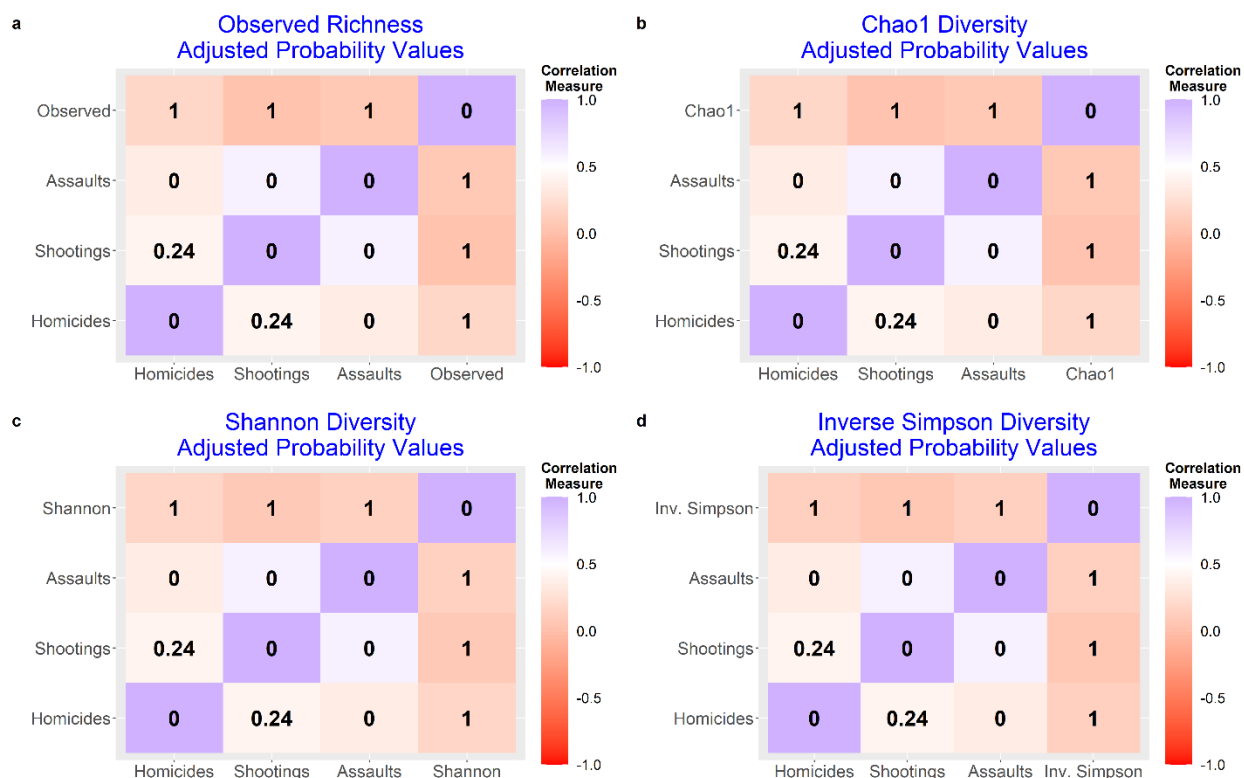 a
Observed Richness
Adjusted Probability Values
Correlation
Measure
Observed 1 1 1 0
Assaults 0 0 0 1
Shootings 0.24 0 0 1
Homicides 0 0.24 0 1
Homicides Shootings Assaults Observed
1.0
0.5
0.0
-0.5
-1.0
b
Chao1 Diversity
Adjusted Probability Values
Correlation
Measure
Chao1 1 1 1 0
Assaults 0 0 0 1
Shootings 0.24 0 0 1
Homicides 0 0.24 0 1
Homicides Shootings Assaults Chao1
1.0
0.5
0.0
-0.5
-1.0
c
Shannon Diversity
Adjusted Probability Values
Correlation
Measure
Shannon 1 1 1 0
Assaults 0 0 0 1
Shootings 0.24 0 0 1
Homicides 0 0.24 0 1
Homicides Shootings Assaults Shannon
1.0
0.5
0.0
-0.5
-1.0
d
Inverse Simpson Diversity
Adjusted Probability Values
Correlation
Measure
Inv. Simpson 1 1 1 0
Assaults 0 0 0 1
Shootings 0.24 0 0 1
Homicides 0 0.24 0 1
Homicides Shootings Assaults Inv. Simpson
1.0
0.5
0.0
-0.5
-1.0